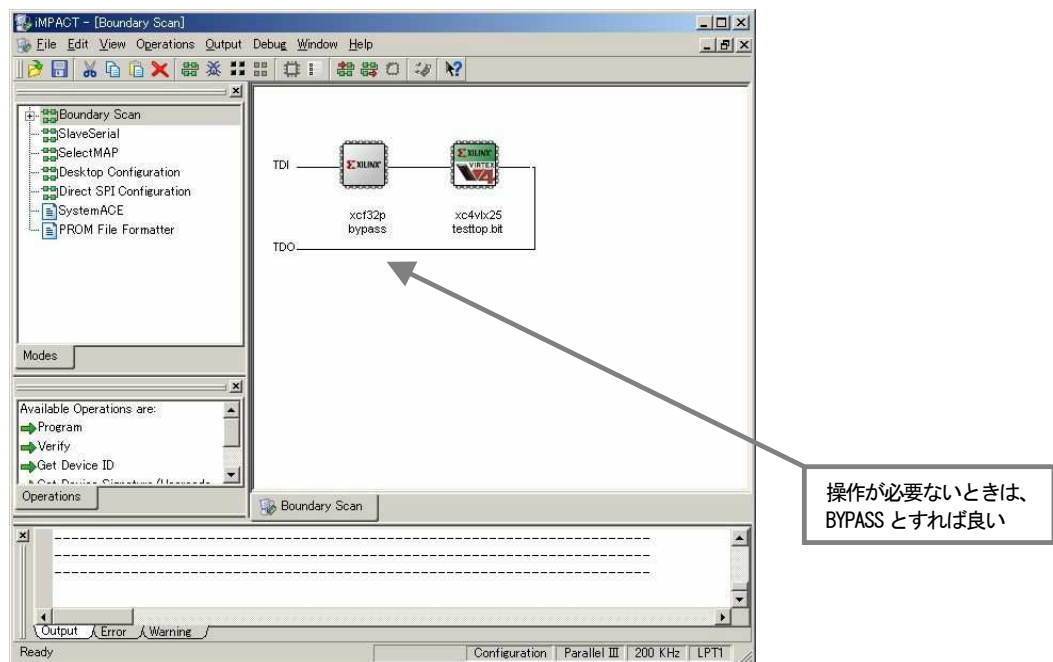 iMPACT - [Boundary Scan]
File Edit View Operations Output Debug Window Help
Boundary Scan
SlaveSerial
SelectMAP
Desktop Configuration
Direct SPI Configuration
SystemACE
PROM File Formatter
Modes
Available Operations are:
Program
Verify
Get Device ID
Operations
TDI
XILINX
XILINX
VIRTEX
4
xcf32p
bypass
xc4vlx25
testtop.bit
TDO
Boundary Scan
操作が必要ないときは、
BYPASS とすれば良い
--------------------------------------------------------------------
--------------------------------------------------------------------
--------------------------------------------------------------------
Output Error Warning
Ready Configuration Parallel III 200 KHz LPT1